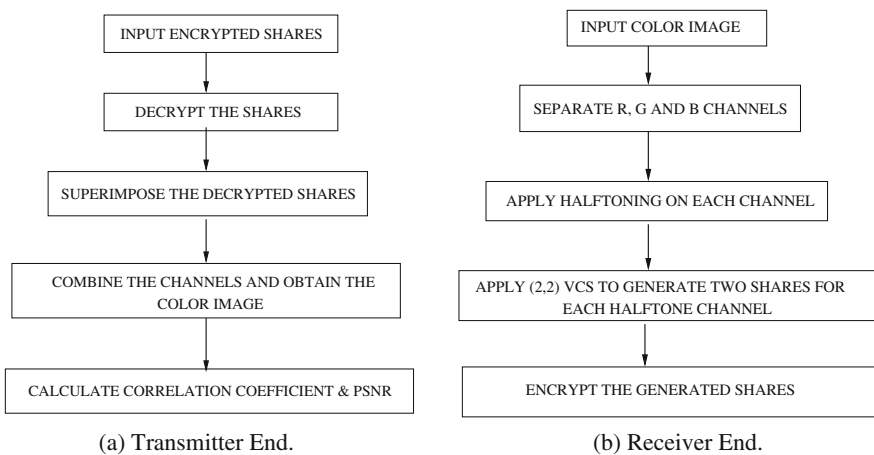 INPUT ENCRYPTED SHARES
DECRYPT THE SHARES
SUPERIMPOSE THE DECRYPTED SHARES
COMBINE THE CHANNELS AND OBTAIN THE
COLOR IMAGE
CALCULATE CORRELATION COEFFICIENT & PSNR
(a) Transmitter End.
INPUT COLOR IMAGE
SEPARATE R, G AND B CHANNELS
APPLY HALFTONING ON EACH CHANNEL
APPLY (2,2) VCS TO GENERATE TWO SHARES FOR
EACH HALFTONE CHANNEL
ENCRYPT THE GENERATED SHARES
(b) Receiver End.